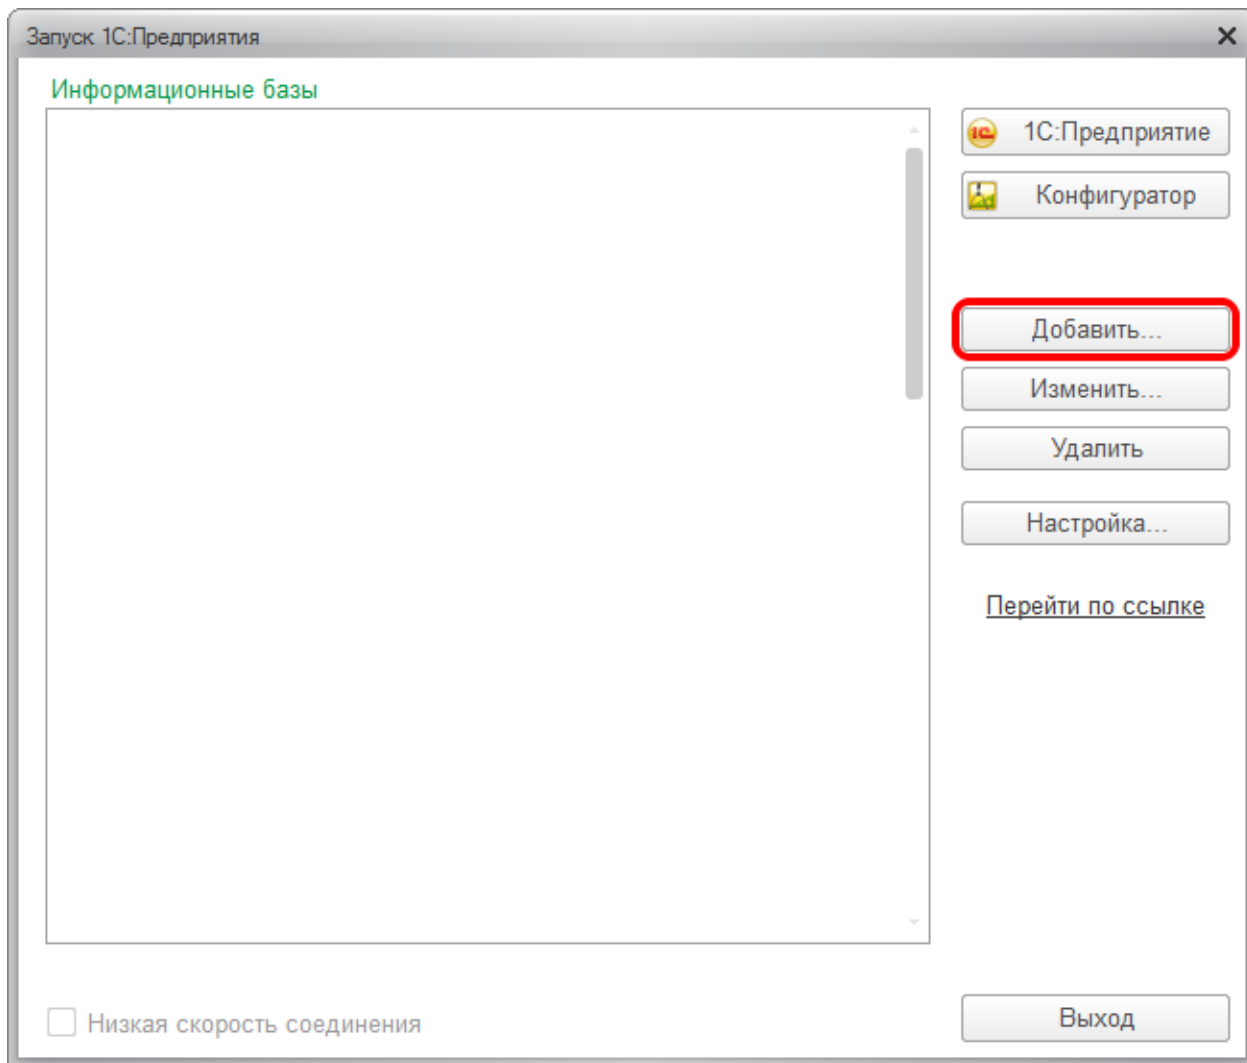 Запуск 1С:Предприятия
Информационные базы
1С:Предприятие
Конфигуратор
Добавить...
Изменить...
Удалить
Настройка...
Перейти по ссылке
Низкая скорость соединения
Выход